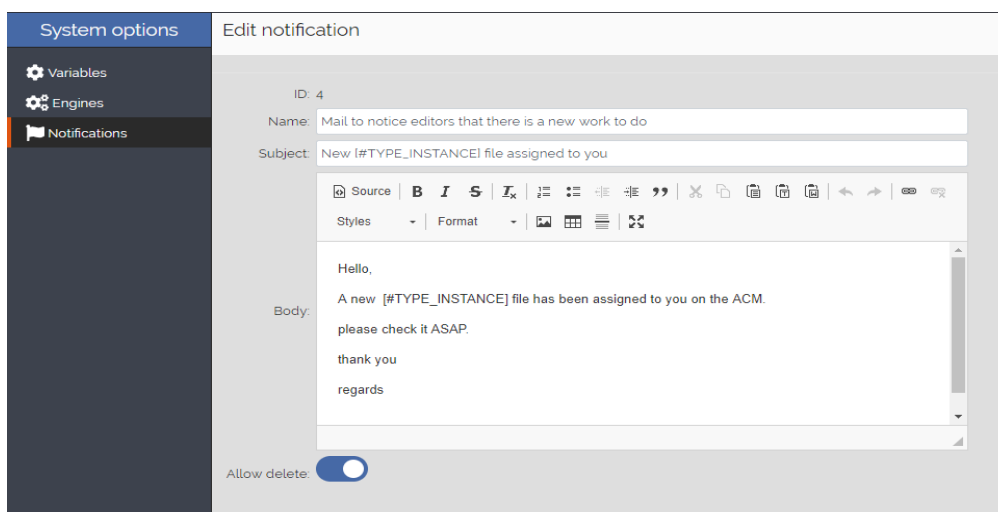 System options
Edit notification
Variables
Engines
Notifications
ID: 4
Name: Mail to notice editors that there is a new work to do
Subject: New [#TYPE_INSTANCE] file assigned to you
Source B I S Ix
Styles Format
Body:
Hello,
A new  [#TYPE_INSTANCE] file has been assigned to you on the ACM.
please check it ASAP.
thank you
regards
Allow delete: